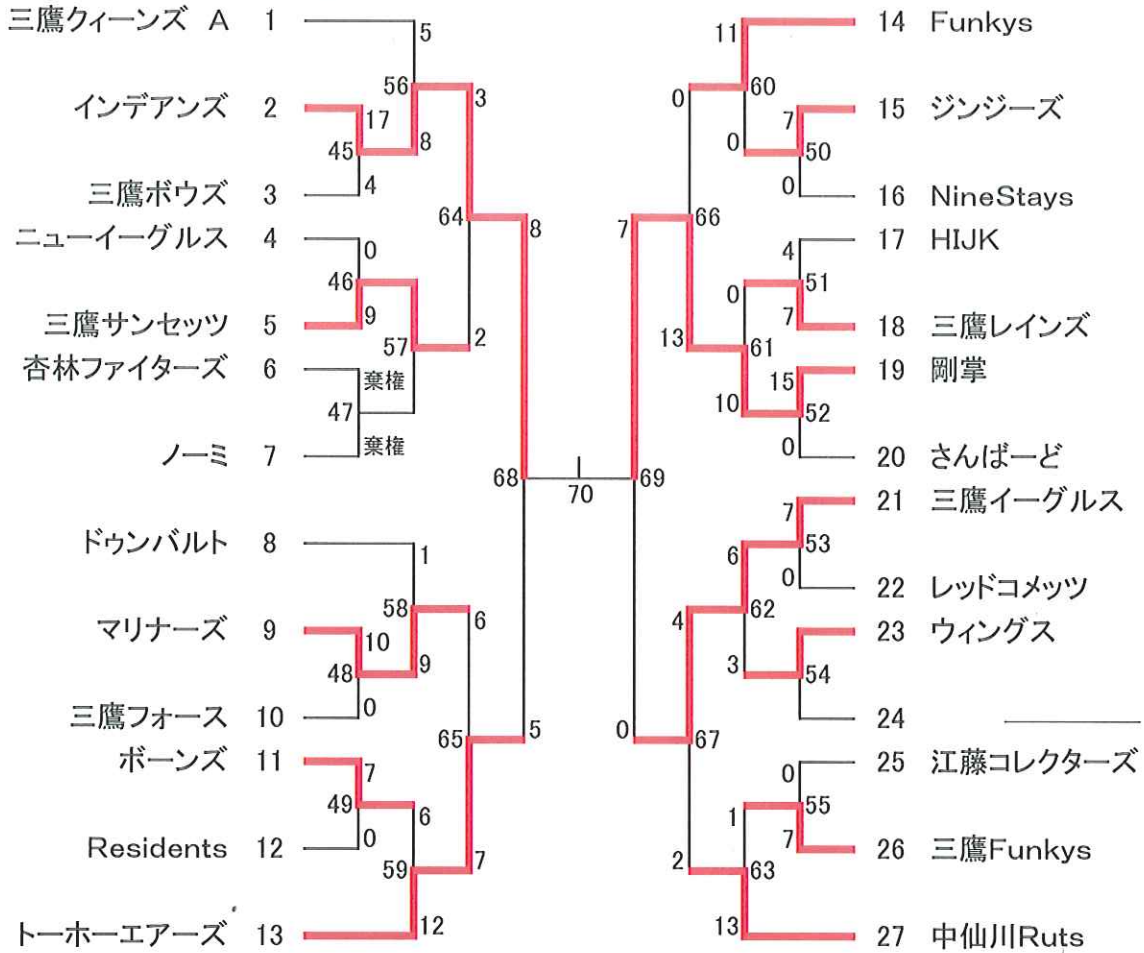 三鷹クィーンズ A 1 5 11 14 Funkys
56 3 0 60
インデアンズ 2 17 7 15 ジンジーズ
45 8 0 50
三鷹ボウズ 3 4 0 16 NineStays
64 8 7 66
ニューイーグルス 4 0 4 17 HIJK
46 0 51
三鷹サンセッツ 5 9 7 18 三鷹レインズ
57 2 13 61
杏林ファイターズ 6 棄権 15 19 剛掌
47 10 52
ノーミ 7 棄権 0 20 さんばーど
68 70 69
7 21 三鷹イーグルス
ドゥンバルト 8 1 6 53
0 22 レッドコメッツ
58 6 4 62
マリナーズ 9 10 23 ウィングス
48 9 3 54
三鷹フォース 10 0 24
65 5 0 67
ボーンズ 11 7 0 25 江藤コレクターズ
49 6 1 55
Residents 12 0 7 26 三鷹Funkys
59 7 2 63
トーホーエアーズ 13 12 13 27 中仙川Ruts